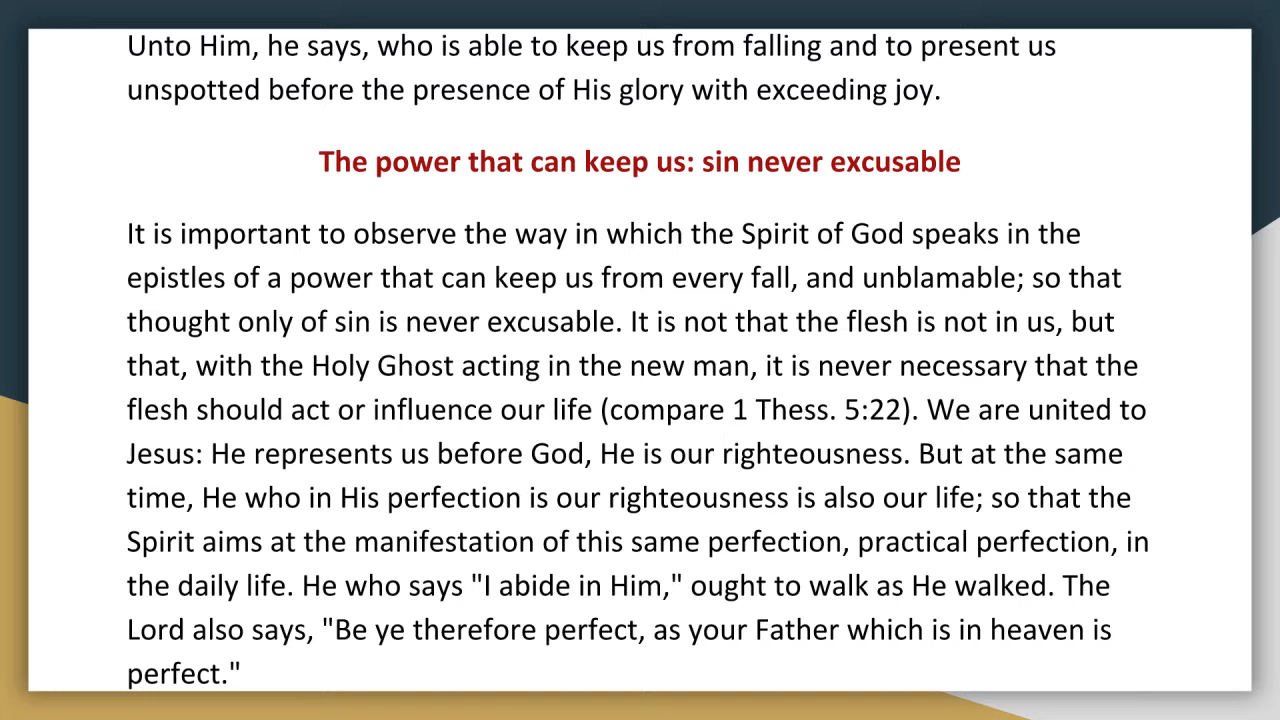 Unto Him, he says, who is able to keep us from falling and to present us
unspotted before the presence of His glory with exceeding joy.
The power that can keep us: sin never excusable
It is important to observe the way in which the Spirit of God speaks in the
epistles of a power that can keep us from every fall, and unblamable; so that
thought only of sin is never excusable. It is not that the flesh is not in us, but
that, with the Holy Ghost acting in the new man, it is never necessary that the
flesh should act or influence our life (compare 1 Thess. 5:22). We are united to
Jesus: He represents us before God, He is our righteousness. But at the same
time, He who in His perfection is our righteousness is also our life; so that the
Spirit aims at the manifestation of this same perfection, practical perfection, in
the daily life. He who says "I abide in Him," ought to walk as He walked. The
Lord also says, "Be ye therefore perfect, as your Father which is in heaven is
perfect."